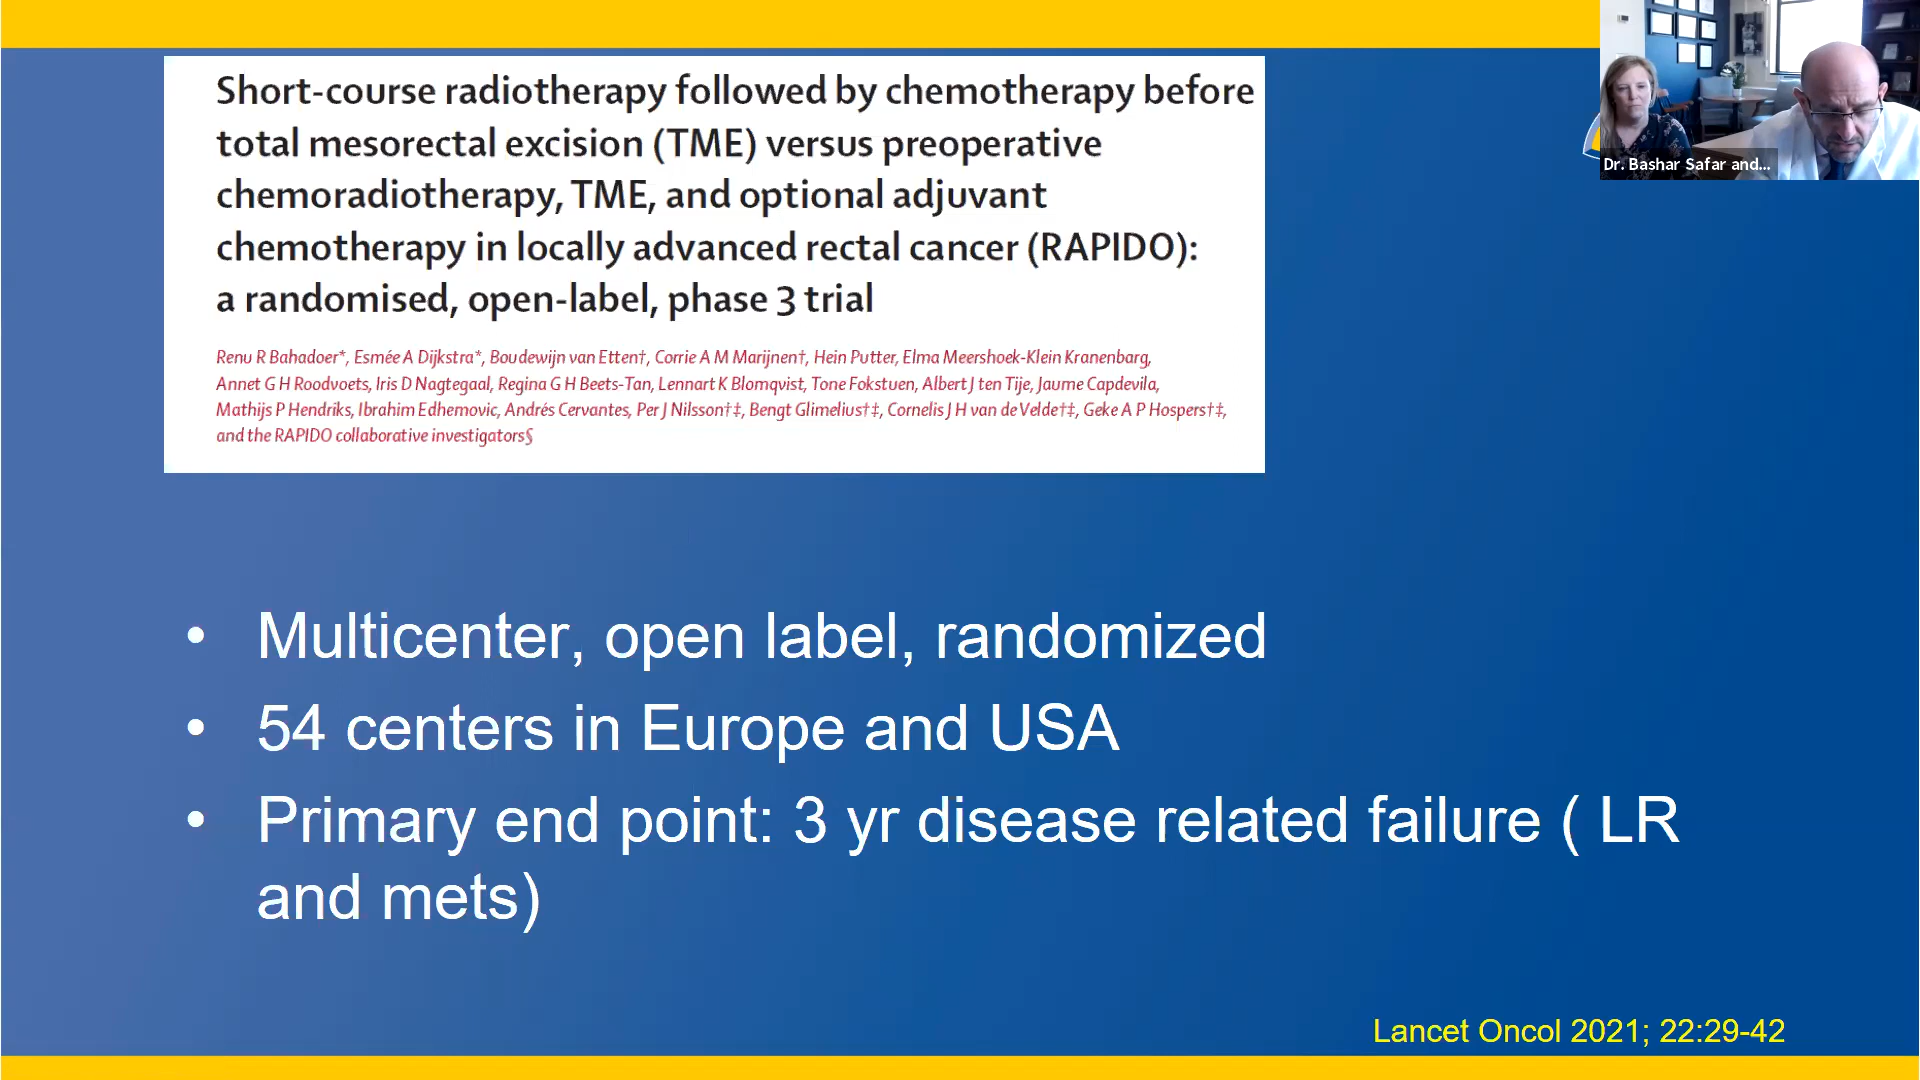 Short-course radiotherapy followed by chemotherapy before
total mesorectal excision (TME) versus preoperative
chemoradiotherapy, TME, and optional adjuvant
chemotherapy in locally advanced rectal cancer (RAPIDO):
a randomised, open-label, phase 3 trial
Renu R Bahadoer*, Esmée A Dijkstra*, Boudewijn van Etten†, Corrie A M Marijnen†, Hein Putter, Elma Meershoek-Klein Kranenbarg,
Annet G H Roodvoets, Iris D Nagtegaal, Regina G H Beets-Tan, Lennart K Blomqvist, Tone Fokstuen, Albert J ten Tije, Jaume Capdevila,
Mathijs P Hendriks, Ibrahim Edhemovic, Andrés Cervantes, Per J Nilsson†‡, Bengt Glimelius†‡, Cornelis J H van de Velde†‡, Geke A P Hospers†‡,
and the RAPIDO collaborative investigators§
Dr. Bashar Safar and...
• Multicenter, open label, randomized
• 54 centers in Europe and USA
• Primary end point: 3 yr disease related failure ( LR
and mets)
Lancet Oncol 2021; 22:29-42